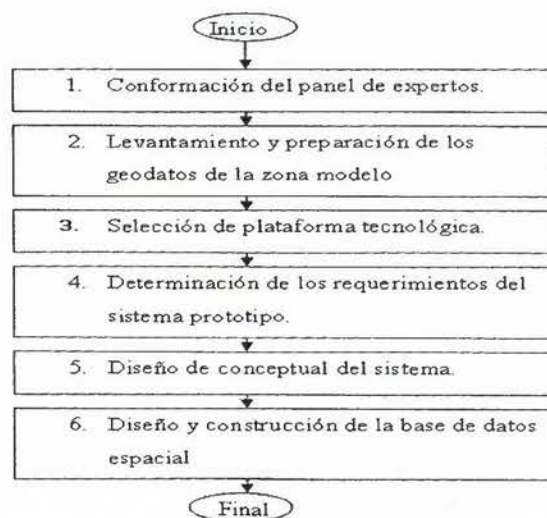 Inicio
1. Conformación del panel de expertos.
2. Levantamiento y preparación de los
geodatos de la zona modelo
3. Selección de plataforma tecnológica.
4. Determinación de los requerimientos del
sistema prototipo.
5. Diseño de conceptual del sistema.
6. Diseño y construcción de la base de datos
espacial
Final